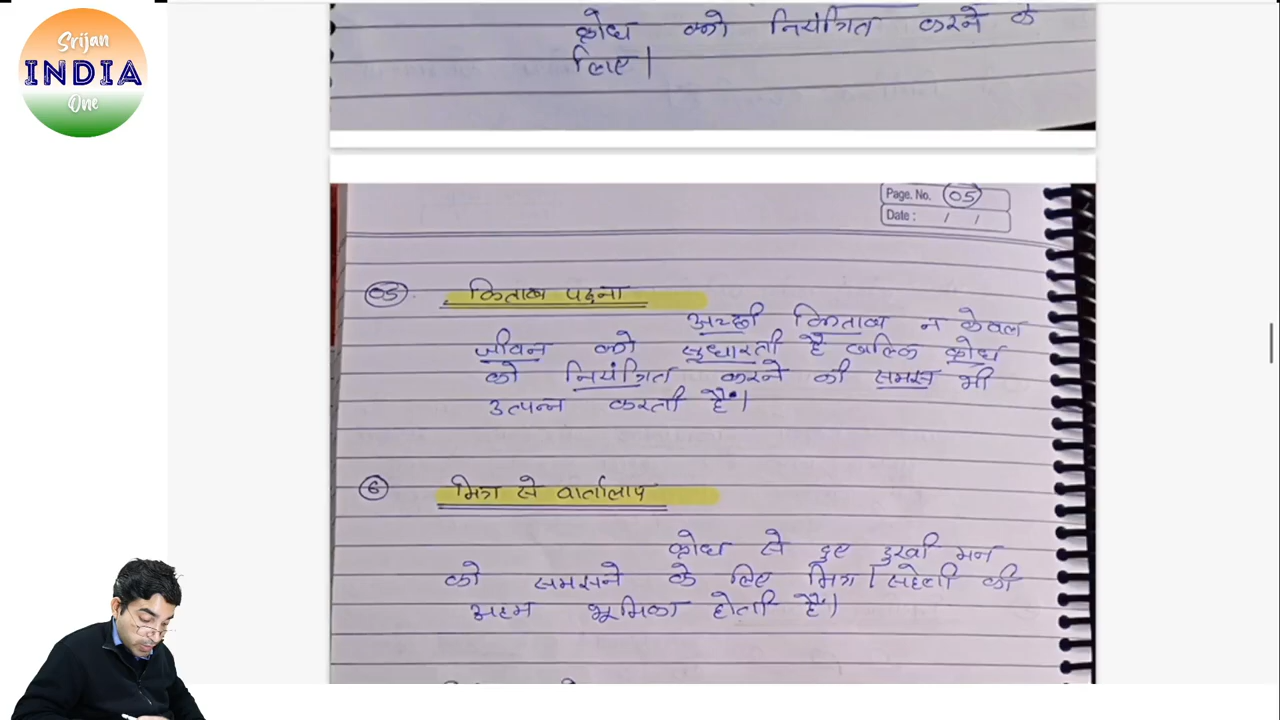 Srijan
INDIA
One
क्रोध को नियंत्रित करने के
लिए|
Page. No. 05
Date : / /
05 किताब पढ़ना
अच्छी किताब न केवल
जीवन को सुधारती है बल्कि क्रोध
को नियंत्रित करने की समझ भी
उत्पन्न करती है।
6 मित्र से वार्तालाप
क्रोध से हुए दुखी मन
को समझने के लिए मित्र/सहेली की
अहम भूमिका होती है।